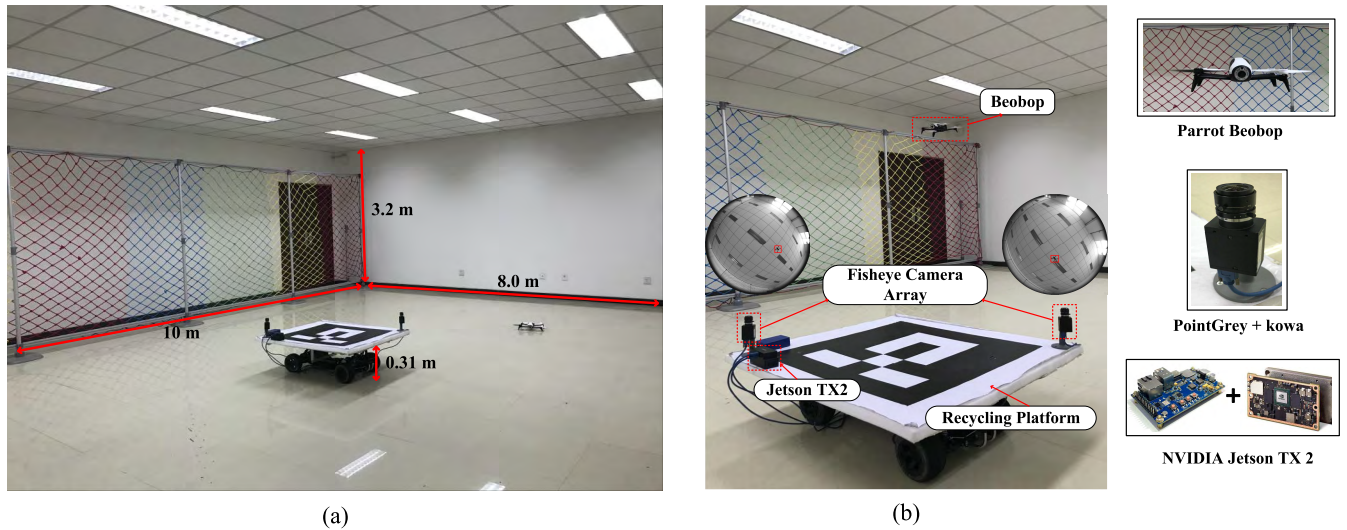 3.2 m
8.0 m
10 m
0.31 m
(a)
Beobop
Fisheye Camera
Array
Jetson TX2
Recycling Platform
(b)
Parrot Beobop
PointGrey + kowa
+
NVIDIA Jetson TX 2